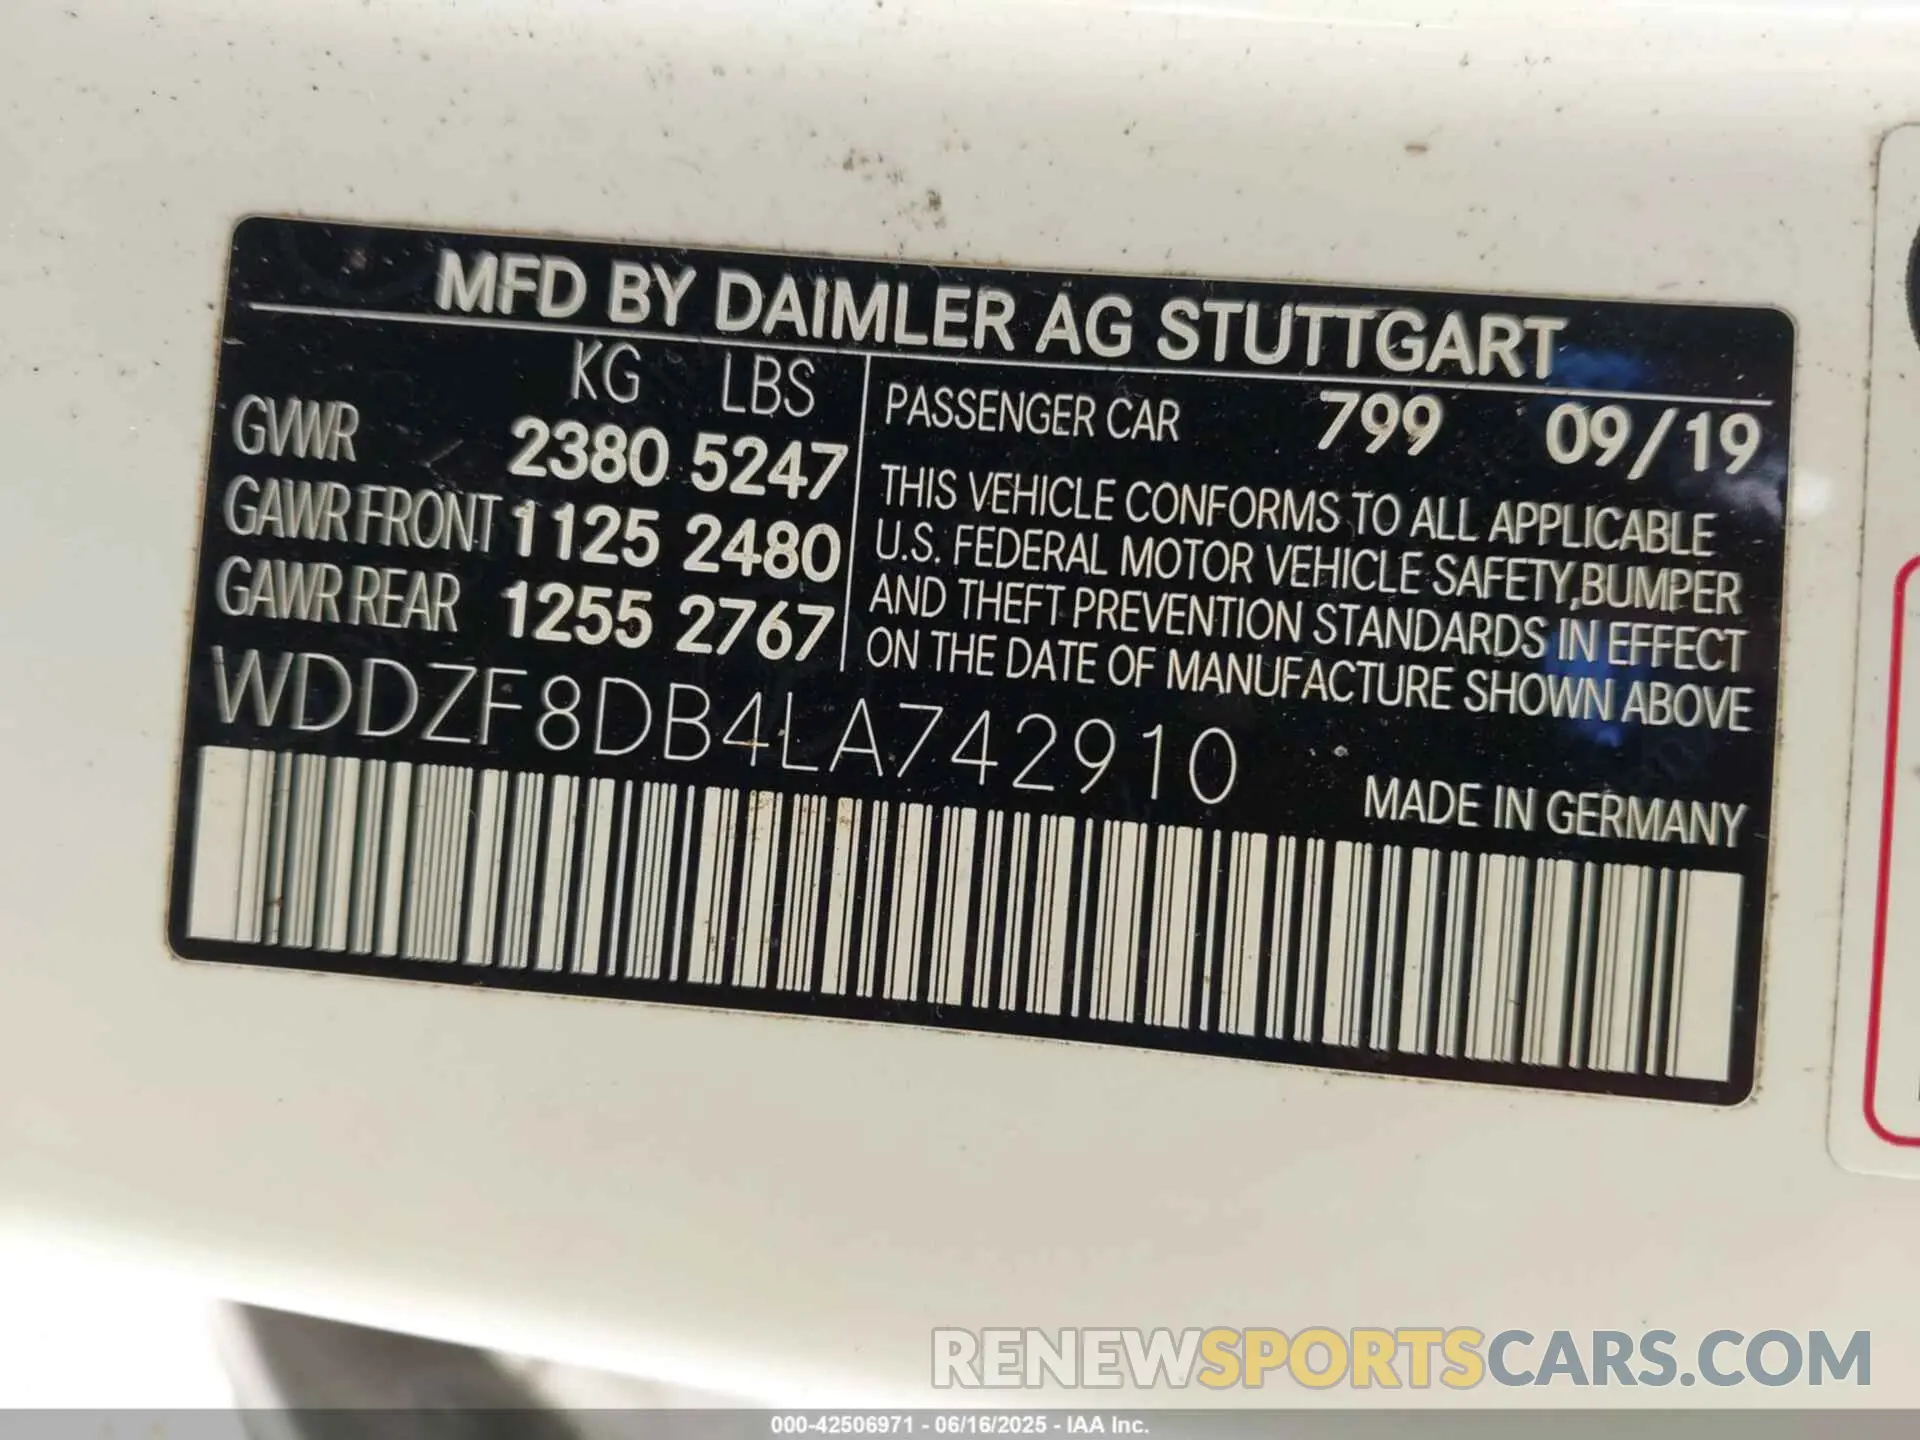 MFD BY DAIMLER AG STUTTGART
KG LBS
GVWR 2380 5247
GAWR FRONT 1125 2480
GAWR REAR 1255 2767
PASSENGER CAR 799 09/19
THIS VEHICLE CONFORMS TO ALL APPLICABLE
U.S. FEDERAL MOTOR VEHICLE SAFETY,BUMPER
AND THEFT PREVENTION STANDARDS IN EFFECT
ON THE DATE OF MANUFACTURE SHOWN ABOVE
WDDZF8DB4LA742910
MADE IN GERMANY
RENEWSPORTSCARS.COM
000-42506971 - 06/16/2025 - IAA Inc.